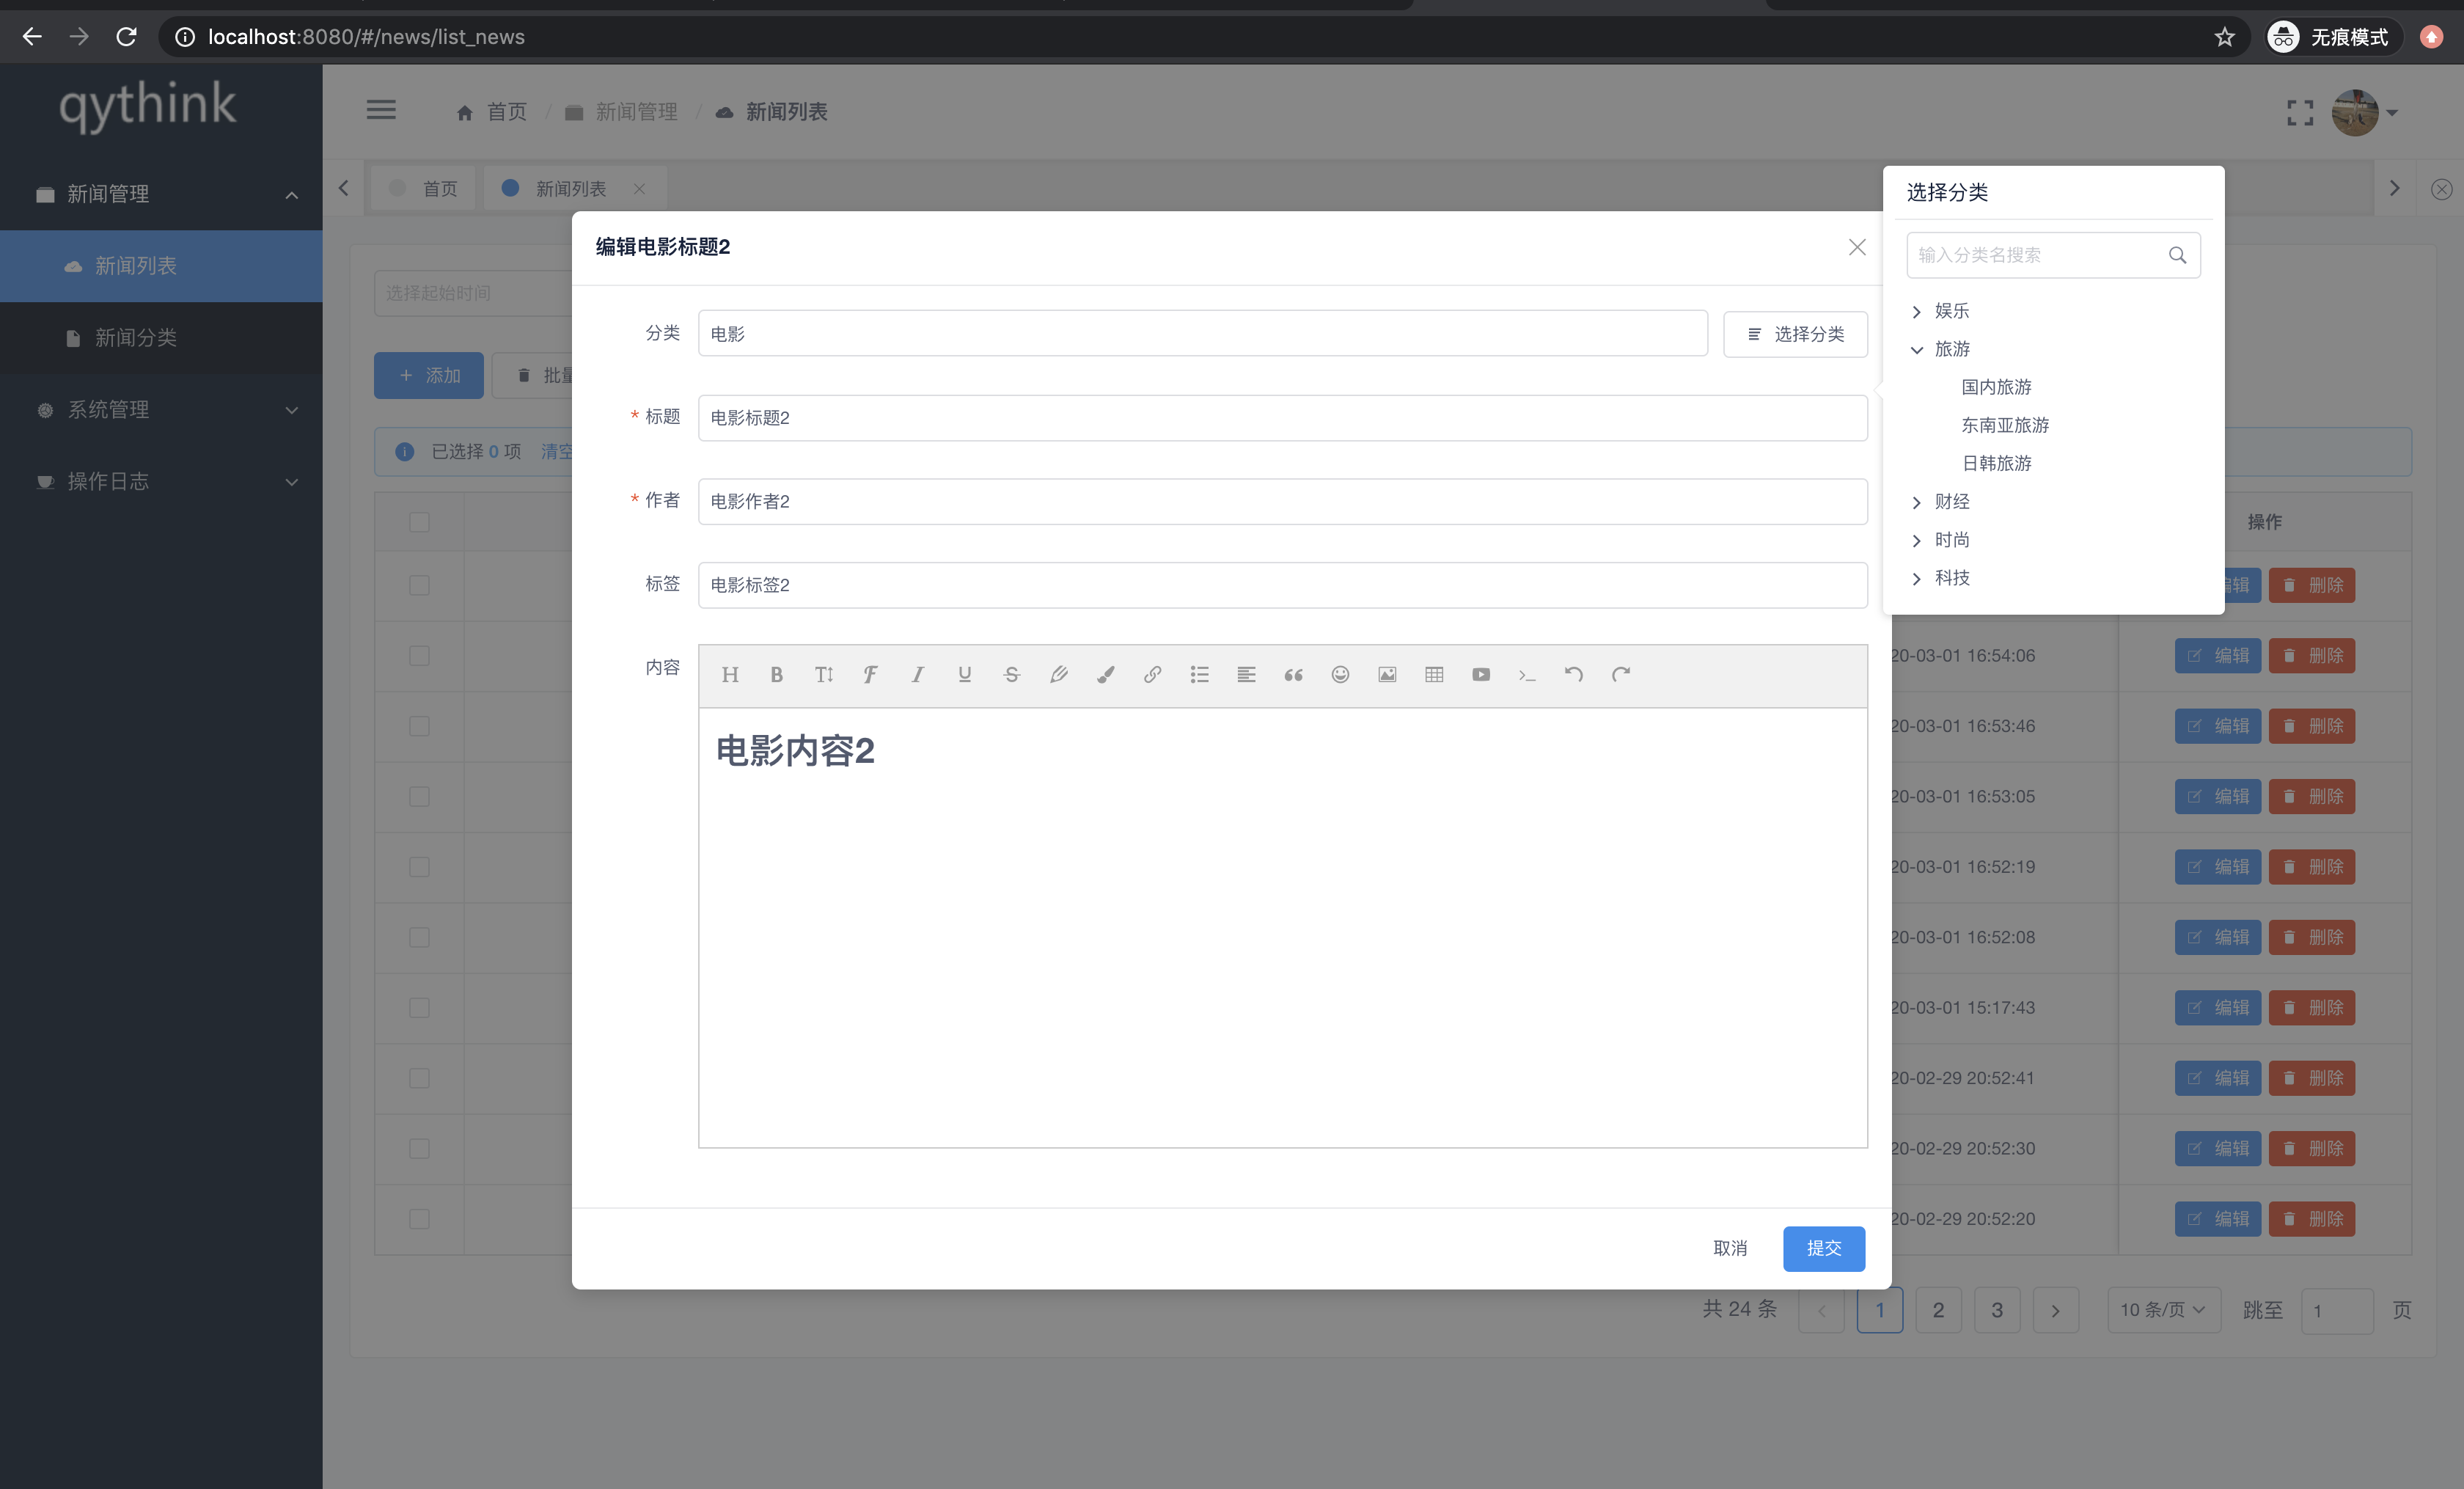 localhost:8080/#/news/list_news
无痕模式
qythink
新闻管理
新闻列表
新闻分类
系统管理
操作日志
首页 / 新闻管理 / 新闻列表
首页
新闻列表
选择起始时间
添加
批量
已选择 0 项 清空
编辑电影标题2
分类
电影
选择分类
* 标题
电影标题2
* 作者
电影作者2
标签
电影标签2
内容
H B T F I U S
电影内容2
取消
提交
选择分类
输入分类名搜索
娱乐
旅游
国内旅游
东南亚旅游
日韩旅游
财经
时尚
科技
操作
编辑 删除
20-03-01 16:54:06 编辑 删除
20-03-01 16:53:46 编辑 删除
20-03-01 16:53:05 编辑 删除
20-03-01 16:52:19 编辑 删除
20-03-01 16:52:08 编辑 删除
20-03-01 15:17:43 编辑 删除
20-02-29 20:52:41 编辑 删除
20-02-29 20:52:30 编辑 删除
20-02-29 20:52:20 编辑 删除
共 24 条 1 2 3 10 条/页 跳至 1 页